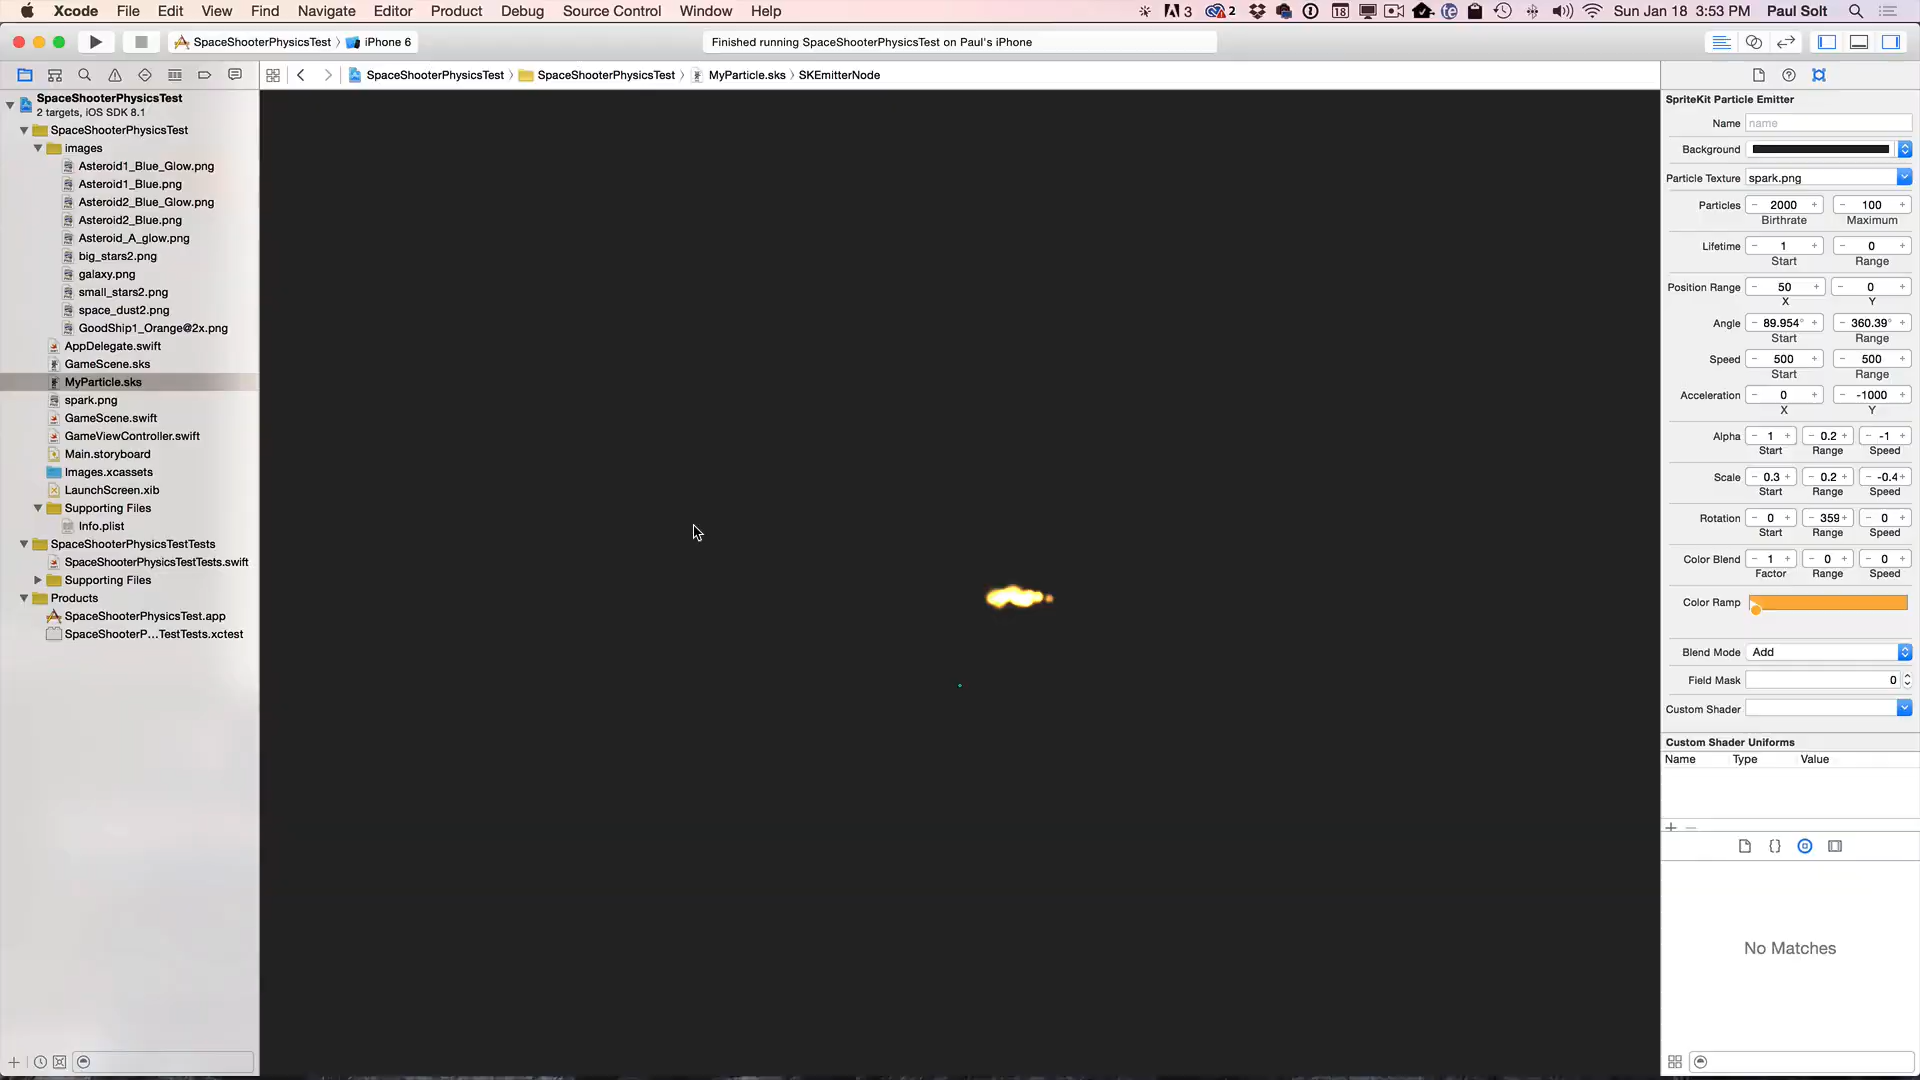 Xcode File Edit View Find Navigate Editor Product Debug Source Control Window Help 3 2 18 Sun Jan 18 3:53 PM Paul Solt
SpaceShooterPhysicsTest iPhone 6 Finished running SpaceShooterPhysicsTest on Paul's iPhone
SpaceShooterPhysicsTest SpaceShooterPhysicsTest MyParticle.sks SKEmitterNode
SpaceShooterPhysicsTest
2 targets, iOS SDK 8.1
SpaceShooterPhysicsTest
images
Asteroid1_Blue_Glow.png
Asteroid1_Blue.png
Asteroid2_Blue_Glow.png
Asteroid2_Blue.png
Asteroid_A_glow.png
big_stars2.png
galaxy.png
small_stars2.png
space_dust2.png
GoodShip1_Orange@2x.png
AppDelegate.swift
GameScene.sks
MyParticle.sks
spark.png
GameScene.swift
GameViewController.swift
Main.storyboard
Images.xcassets
LaunchScreen.xib
Supporting Files
Info.plist
SpaceShooterPhysicsTestTests
SpaceShooterPhysicsTestTests.swift
Supporting Files
Products
SpaceShooterPhysicsTest.app
SpaceShooterP...TestTests.xctest
SpriteKit Particle Emitter
Name name
Background
Particle Texture spark.png
Particles - 2000 + - 100 +
Birthrate Maximum
Lifetime - 1 + - 0 +
Start Range
Position Range - 50 + - 0 +
X Y
Angle - 89.954° + - 360.39° +
Start Range
Speed - 500 + - 500 +
Start Range
Acceleration - 0 + - -1000 +
X Y
Alpha - 1 + - 0.2 + - -1 +
Start Range Speed
Scale - 0.3 + - 0.2 + - -0.4 +
Start Range Speed
Rotation - 0 + - 359 + - 0 +
Start Range Speed
Color Blend - 1 + - 0 + - 0 +
Factor Range Speed
Color Ramp
Blend Mode Add
Field Mask 0
Custom Shader
Custom Shader Uniforms
Name Type Value
+ −
{}
No Matches